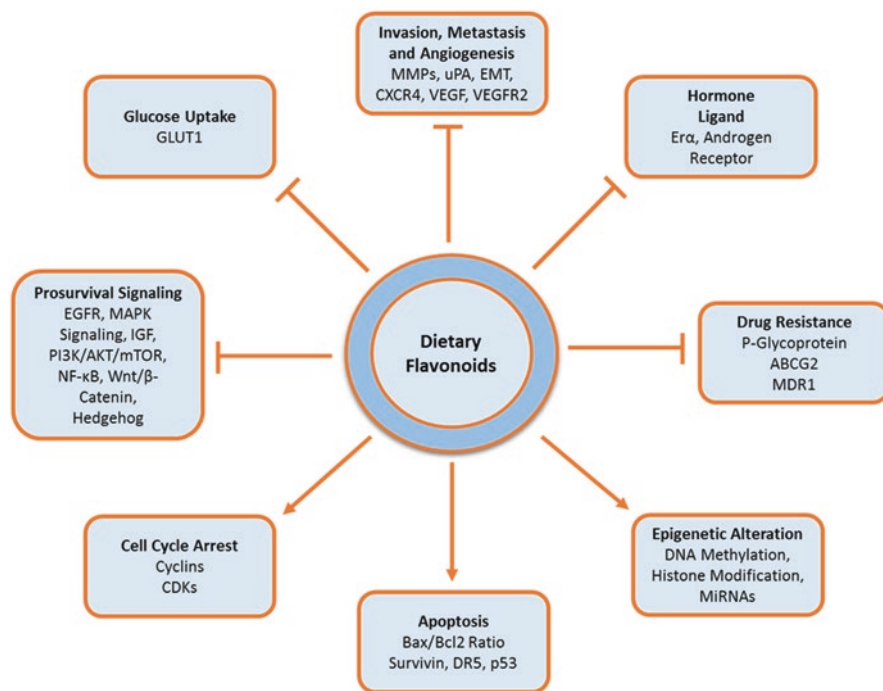 Invasion, Metastasis
and Angiogenesis
MMPs, uPA, EMT,
CXCR4, VEGF, VEGFR2
Hormone
Ligand
Erα, Androgen
Receptor
Glucose Uptake
GLUT1
Prosurvival Signaling
EGFR, MAPK
Signaling, IGF,
PI3K/AKT/mTOR,
NF-κB, Wnt/β-
Catenin,
Hedgehog
Dietary
Flavonoids
Drug Resistance
P-Glycoprotein
ABCG2
MDR1
Cell Cycle Arrest
Cyclins
CDKs
Apoptosis
Bax/Bcl2 Ratio
Survivin, DR5, p53
Epigenetic Alteration
DNA Methylation,
Histone Modification,
MiRNAs